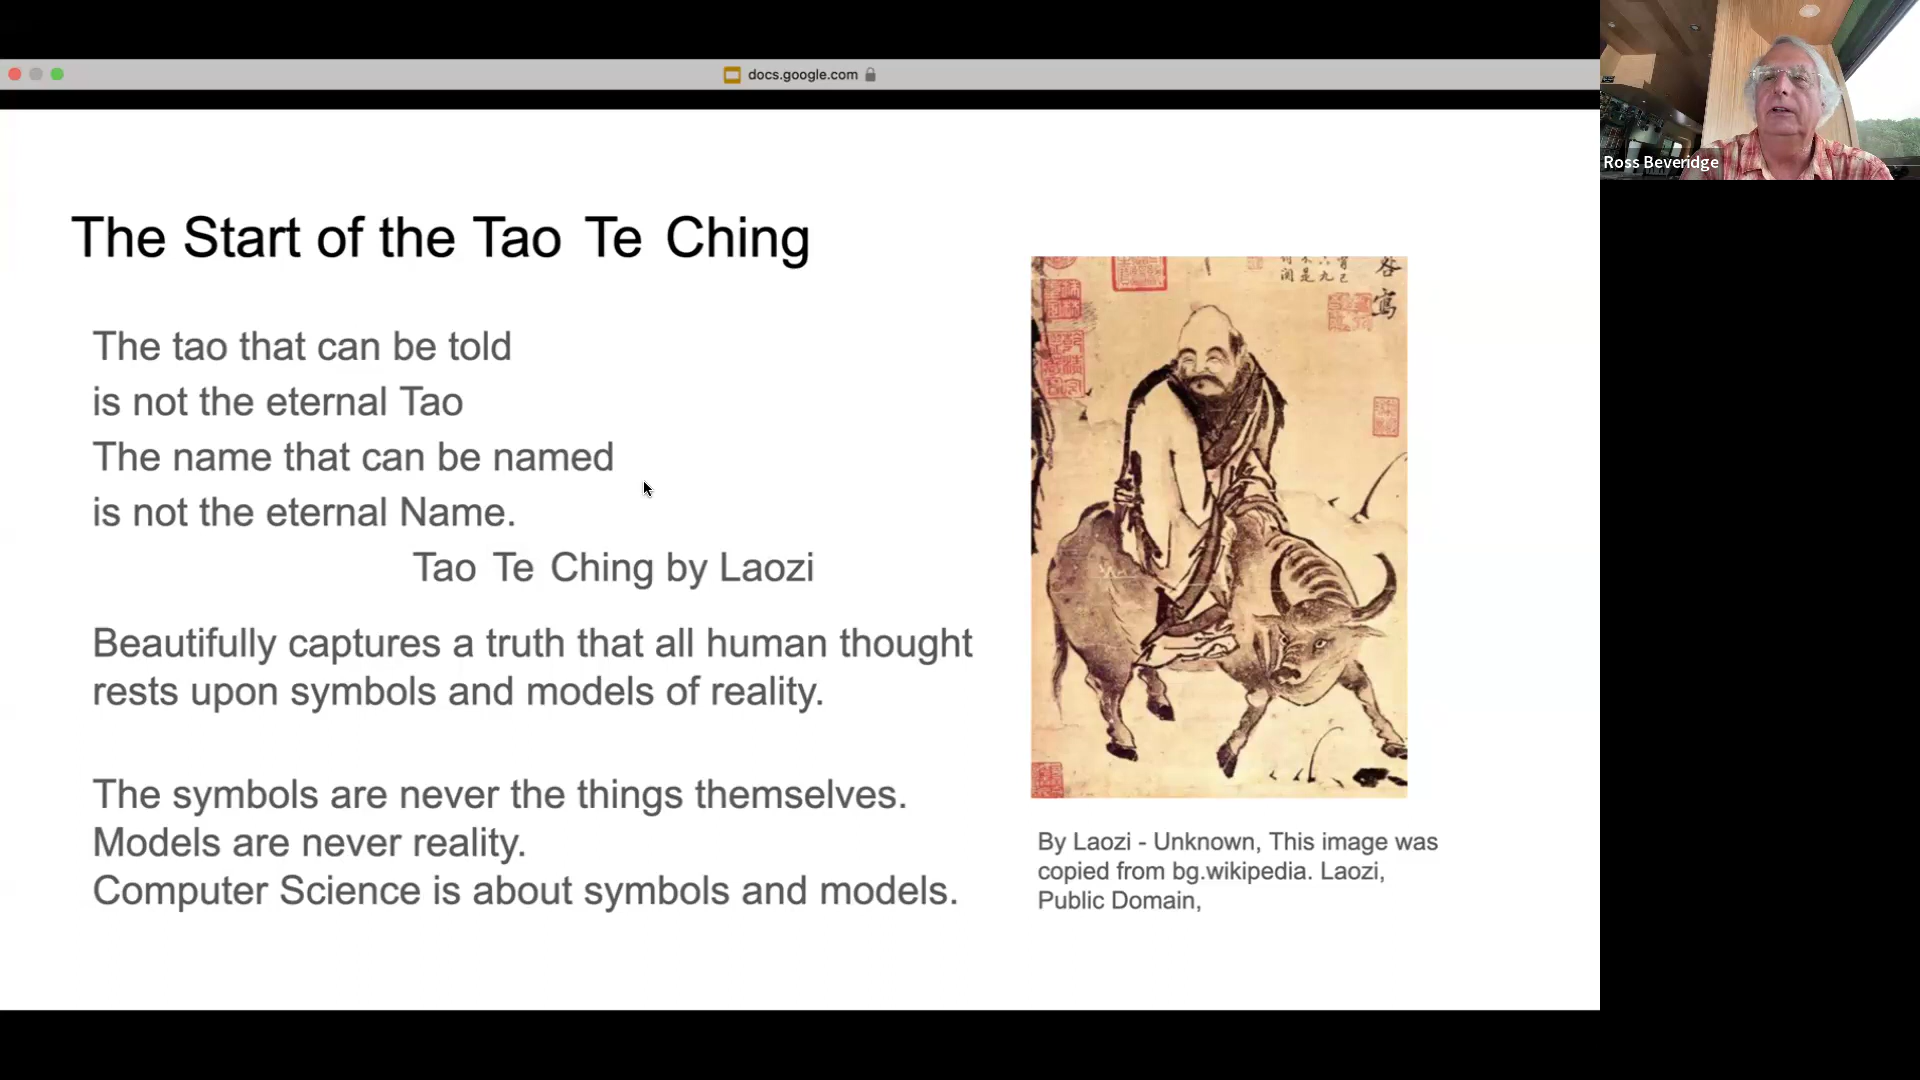 docs.google.com
Ross Beveridge
The Start of the Tao Te Ching
The tao that can be told
is not the eternal Tao
The name that can be named
is not the eternal Name.
Tao Te Ching by Laozi
Beautifully captures a truth that all human thought
rests upon symbols and models of reality.
The symbols are never the things themselves.
Models are never reality.
Computer Science is about symbols and models.
By Laozi - Unknown, This image was
copied from bg.wikipedia. Laozi,
Public Domain,